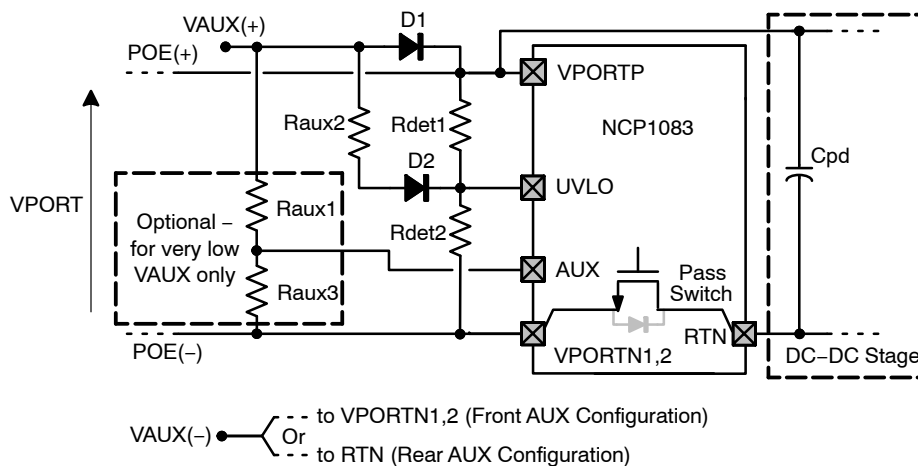 D1
VAUX(+)
POE(+)
VPORTP
Raux2
Rdet1
NCP1083
Cpd
D2
UVLO
VPORT
Raux1
Optional –
for very low
VAUX only
Rdet2
AUX
Pass
Switch
Raux3
RTN
POE(–)
VPORTN1,2
DC–DC Stage
to VPORTN1,2 (Front AUX Configuration)
VAUX(–)
Or
to RTN (Rear AUX Configuration)